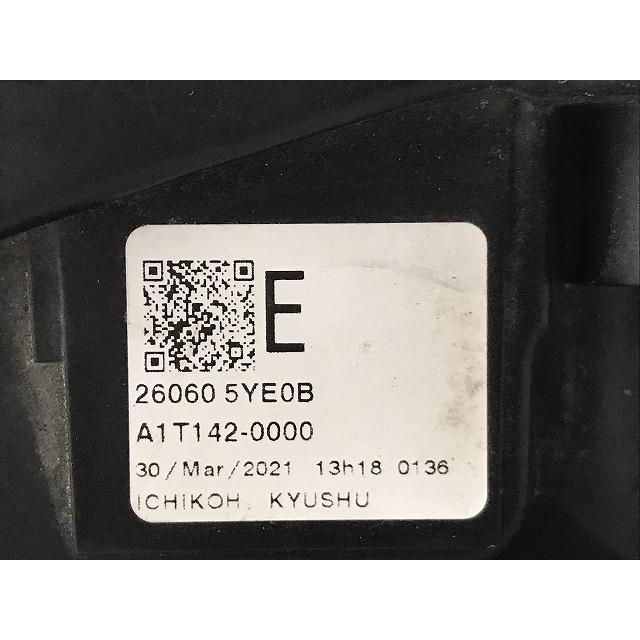 E
26060 5YE0B
A1T142-0000
30/Mar/2021 13h18 0136
ICHIKOH, KYUSHU